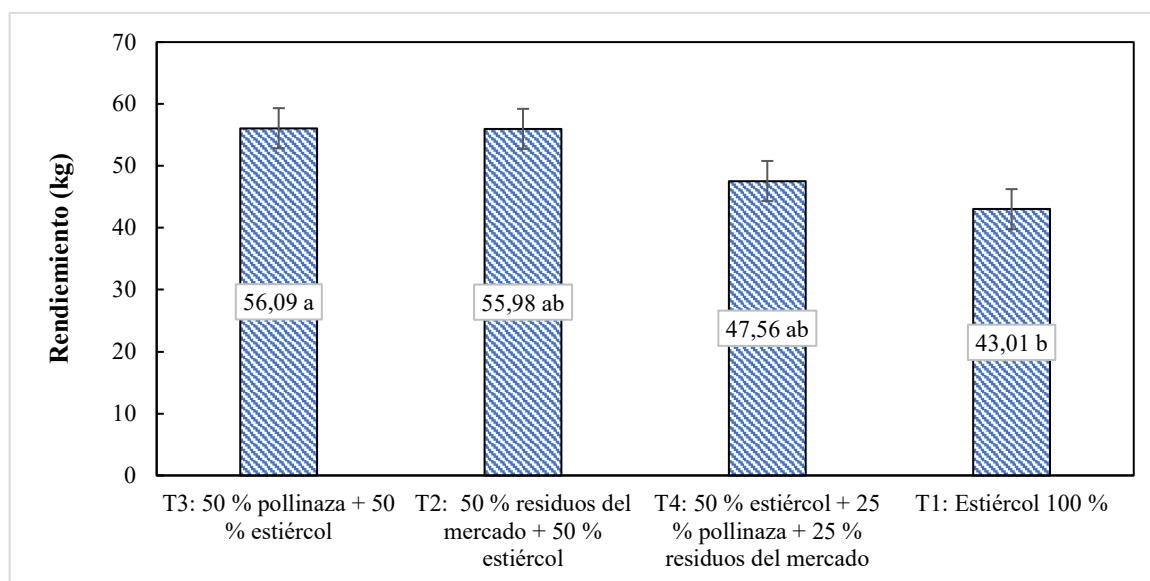 70
60
50
40
30
20
10
0
Rendiemiento (kg)
56,09 a
55,98 ab
47,56 ab
43,01 b
T3: 50 % pollinaza + 50
% estiércol
T2:  50 % residuos del
mercado + 50 %
estiércol
T4: 50 % estiércol + 25
% pollinaza + 25 %
residuos del mercado
T1: Estiércol 100 %